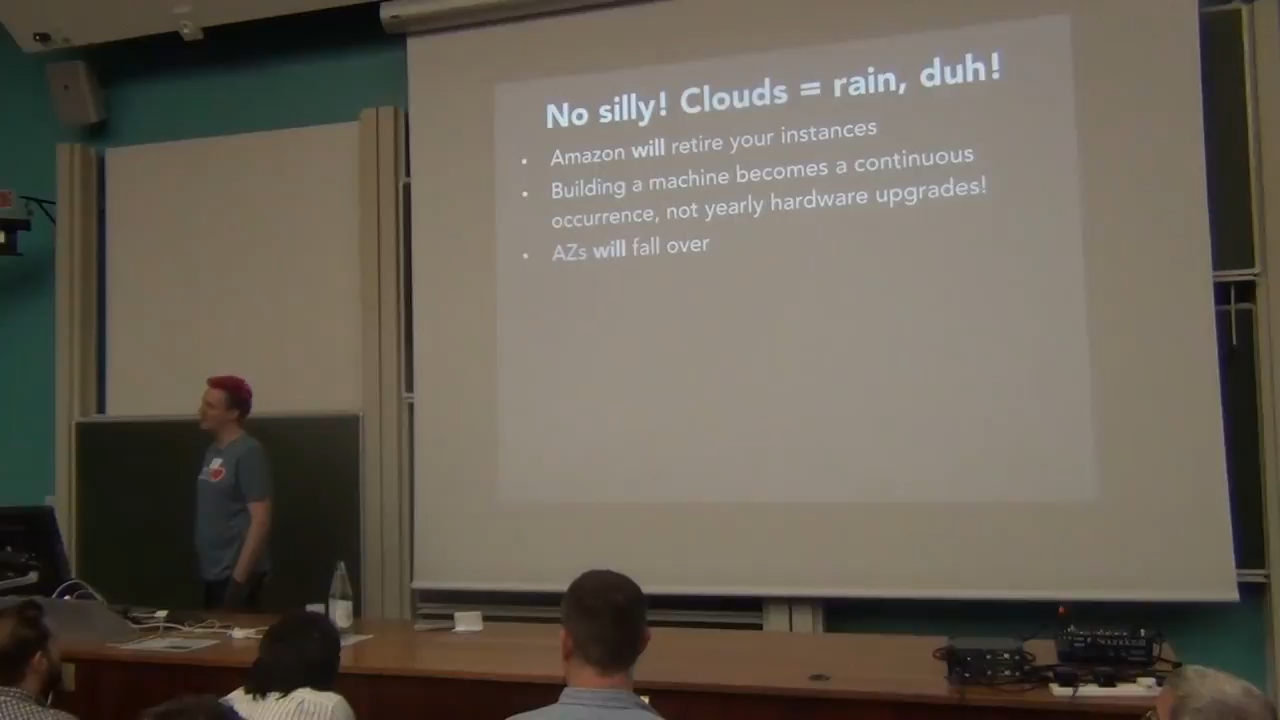 No silly! Clouds = rain, duh!
• Amazon will retire your instances
• Building a machine becomes a continuous
occurrence, not yearly hardware upgrades!
• AZs will fall over